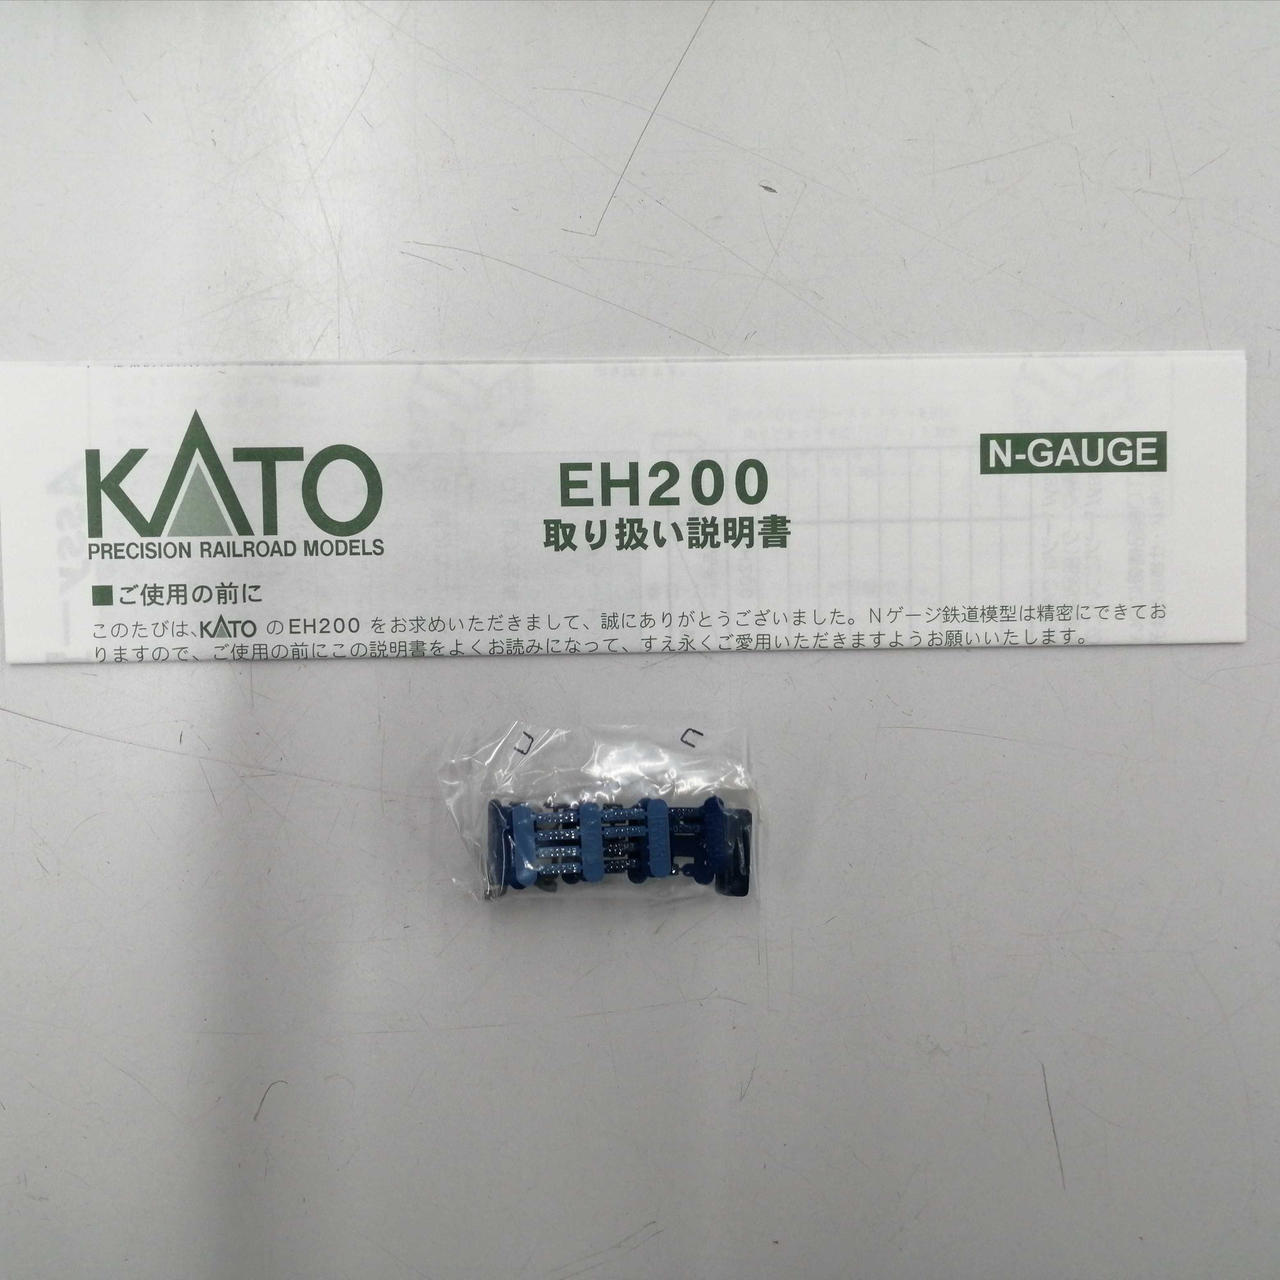 KATO
PRECISION RAILROAD MODELS
EH200
取り扱い説明書
N-GAUGE
■ご使用の前に
このたびは、KATO のEH200 をお求めいただきまして、誠にありがとうございました。Nゲージ鉄道模型は精密にできてお
りますので、ご使用の前にこの説明書をよくお読みになって、すえ永くご愛用いただきますようお願いいたします。